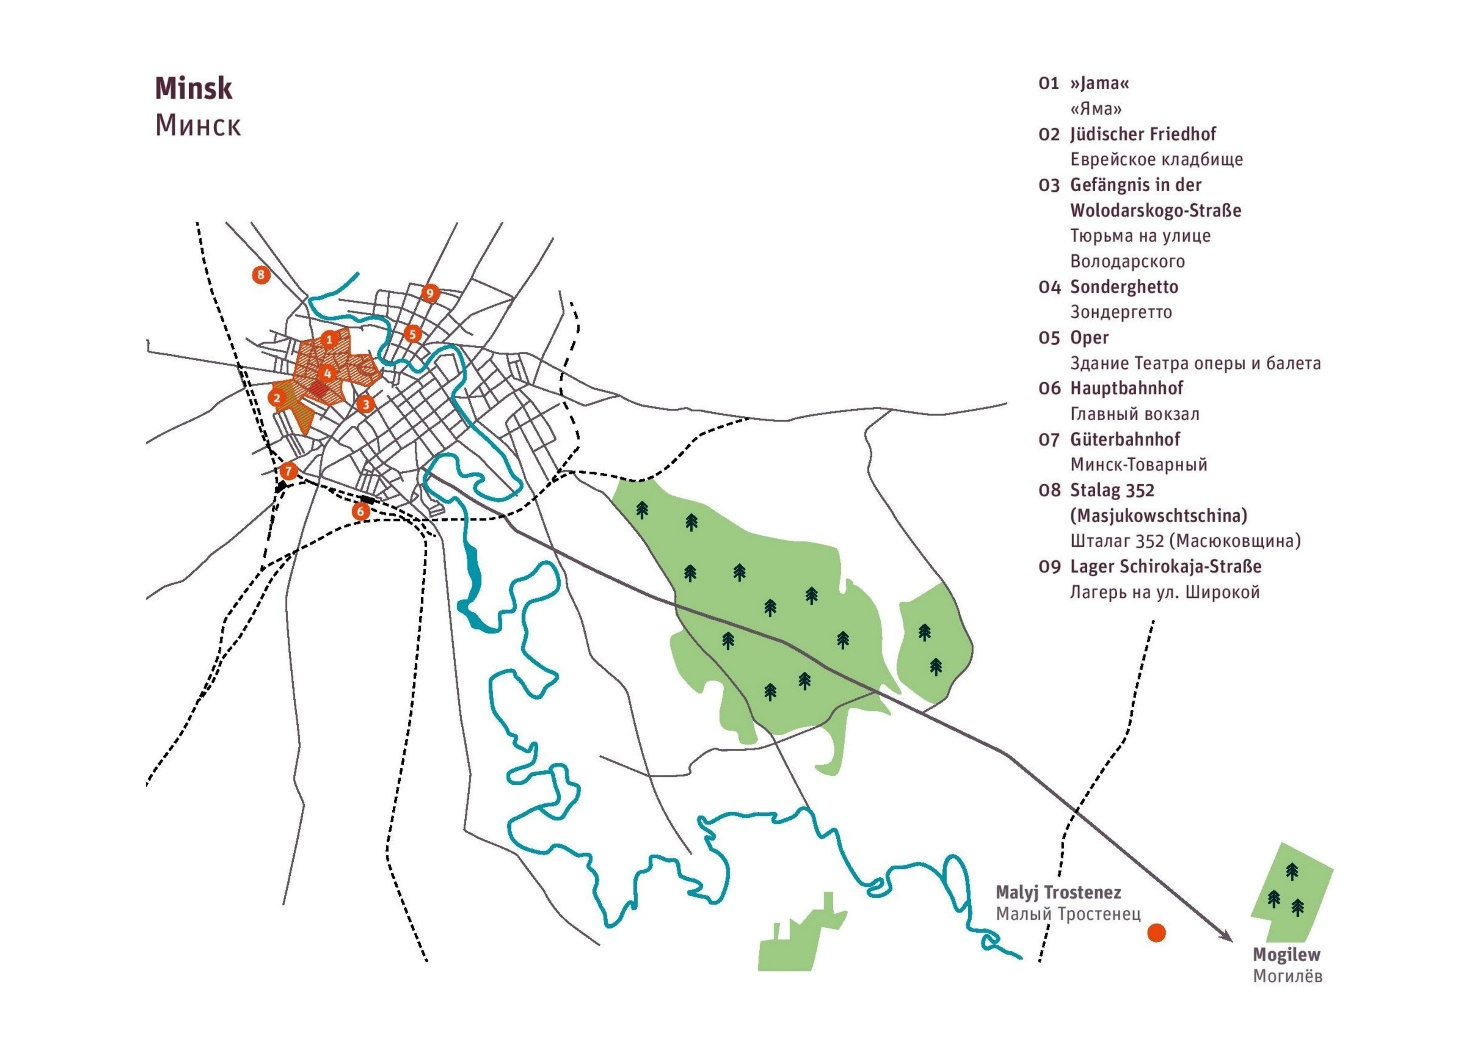 Minsk
Минск
01 »Jama«
«Яма»
02 Jüdischer Friedhof
Еврейское кладбище
03 Gefängnis in der
Wolodarskogo-Straße
Тюрьма на улице
Володарского
04 Sonderghetto
Зондергетто
05 Oper
Здание Театра оперы и балета
06 Hauptbahnhof
Главный вокзал
07 Güterbahnhof
Минск-Товарный
08 Stalag 352
(Masjukowschtschina)
Шталаг 352 (Масюковщина)
09 Lager Schirokaja-Straße
Лагерь на ул. Широкой
8
9
5
1
4
2
3
7
6
Malyj Trostenez
Малый Тростенец
Mogilew
Могилёв